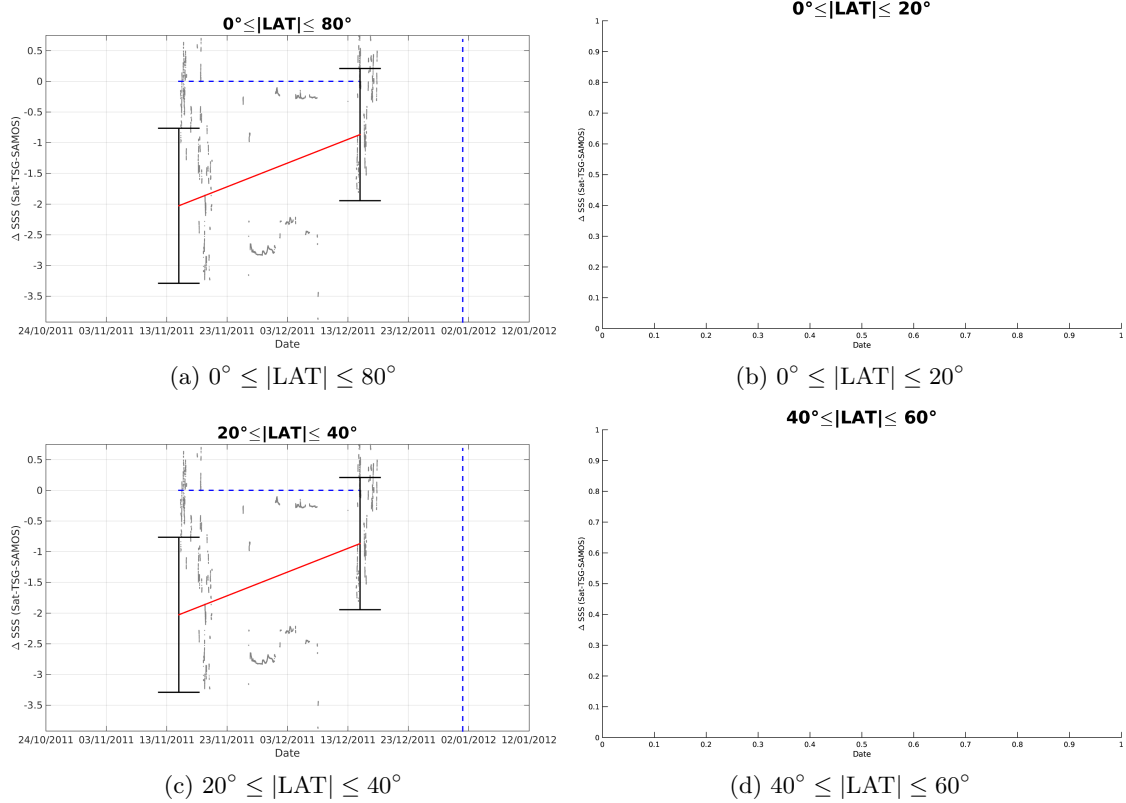 0°≤|LAT|≤ 80°
0.5
0
-0.5
-1
-1.5
-2
-2.5
-3
-3.5
Δ SSS (Sat-TSG-SAMOS)
24/10/2011 03/11/2011 13/11/2011 23/11/2011 03/12/2011 13/12/2011 23/12/2011 02/01/2012 12/01/2012
Date
(a) 0° ≤ |LAT| ≤ 80°
0°≤|LAT|≤ 20°
1
0.9
0.8
0.7
0.6
0.5
0.4
0.3
0.2
0.1
0
Δ SSS (Sat-TSG-SAMOS)
0 0.1 0.2 0.3 0.4 0.5 0.6 0.7 0.8 0.9 1
Date
(b) 0° ≤ |LAT| ≤ 20°
20°≤|LAT|≤ 40°
0.5
0
-0.5
-1
-1.5
-2
-2.5
-3
-3.5
Δ SSS (Sat-TSG-SAMOS)
24/10/2011 03/11/2011 13/11/2011 23/11/2011 03/12/2011 13/12/2011 23/12/2011 02/01/2012 12/01/2012
Date
(c) 20° ≤ |LAT| ≤ 40°
40°≤|LAT|≤ 60°
1
0.9
0.8
0.7
0.6
0.5
0.4
0.3
0.2
0.1
0
Δ SSS (Sat-TSG-SAMOS)
0 0.1 0.2 0.3 0.4 0.5 0.6 0.7 0.8 0.9 1
Date
(d) 40° ≤ |LAT| ≤ 60°